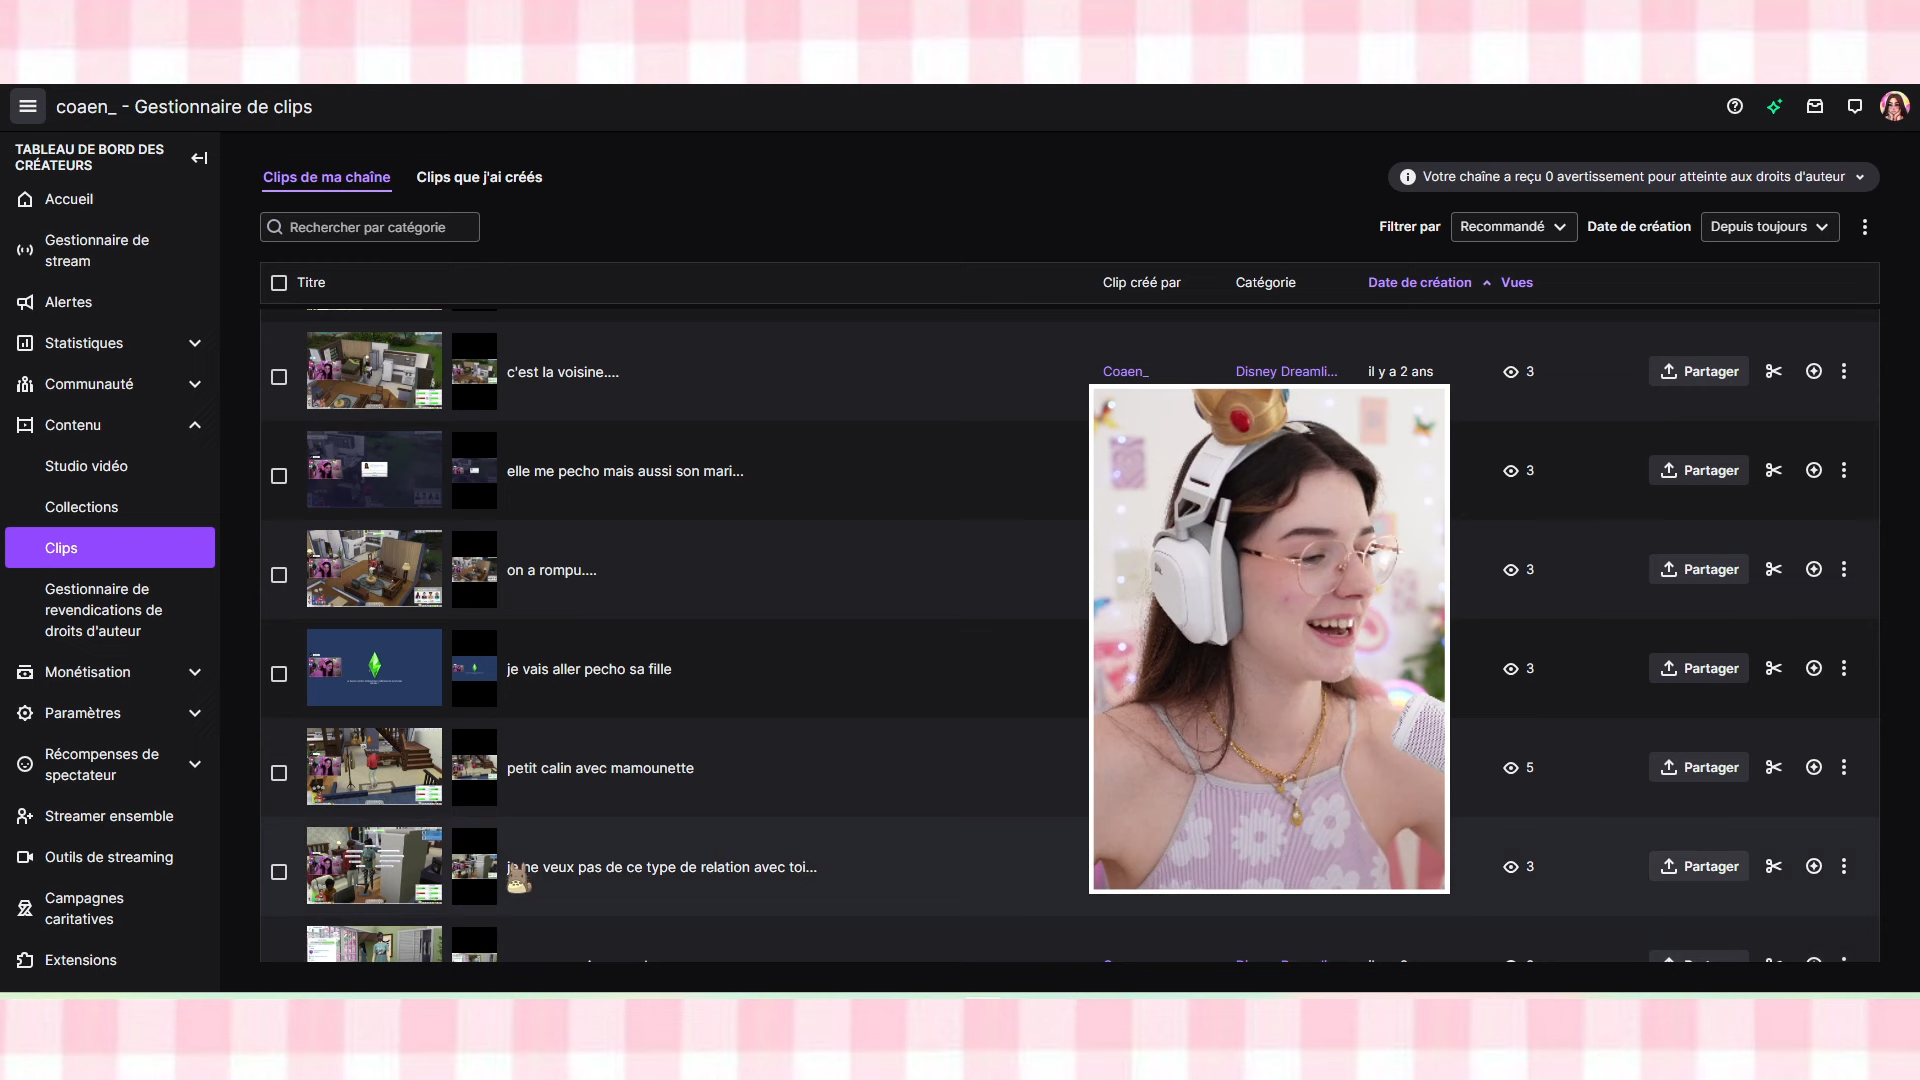 coaen_ - Gestionnaire de clips
TABLEAU DE BORD DES
CRÉATEURS
Accueil
Gestionnaire de
stream
Alertes
Statistiques
Communauté
Contenu
Studio vidéo
Collections
Clips
Gestionnaire de
revendications de
droits d'auteur
Monétisation
Paramètres
Récompenses de
spectateur
Streamer ensemble
Outils de streaming
Campagnes
caritatives
Extensions
Clips de ma chaîne
Clips que j'ai créés
Votre chaîne a reçu 0 avertissement pour atteinte aux droits d'auteur
Rechercher par catégorie
Filtrer par
Recommandé
Date de création
Depuis toujours
Titre
Clip créé par
Catégorie
Date de création
Vues
c'est la voisine....
Coaen_
Disney Dreamli...
il y a 2 ans
3
Partager
elle me pecho mais aussi son mari...
3
Partager
on a rompu....
3
Partager
je vais aller pecho sa fille
3
Partager
petit calin avec mamounette
5
Partager
ne veux pas de ce type de relation avec toi...
3
Partager